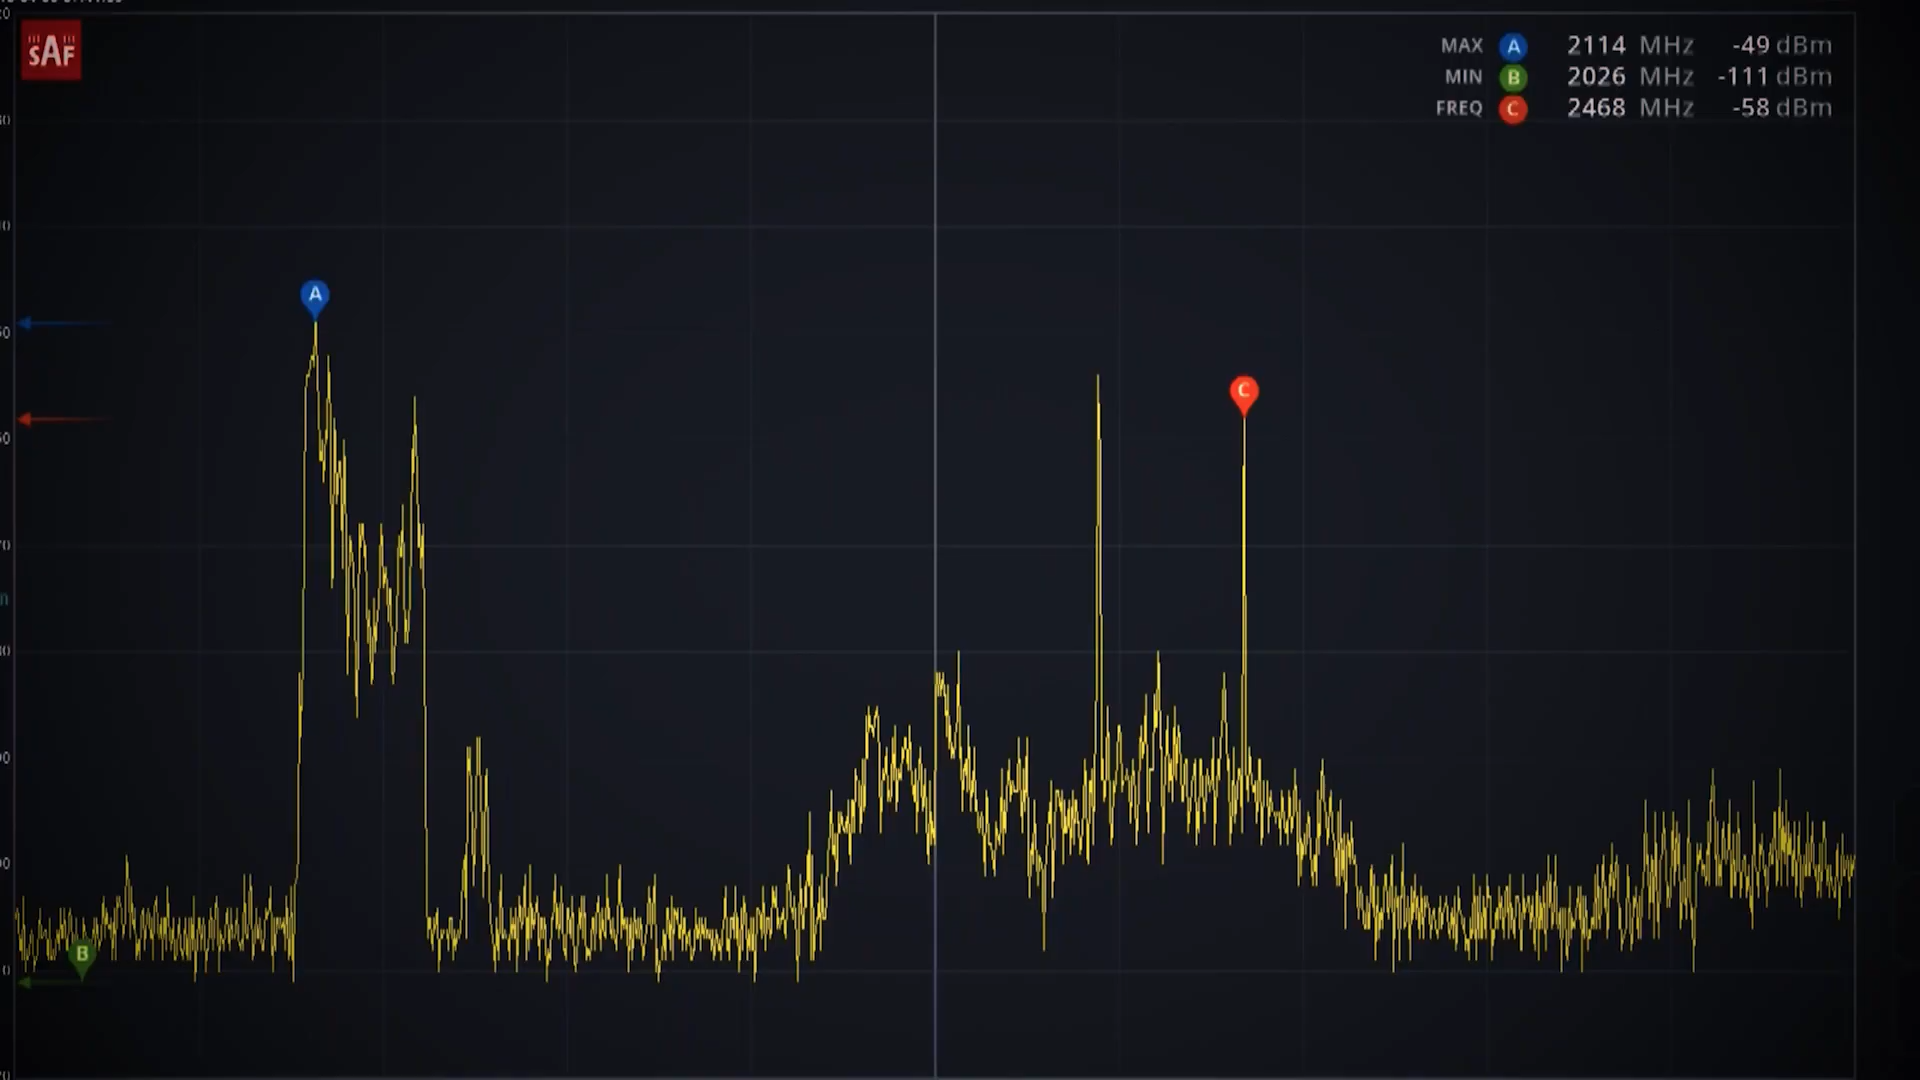 SAF
MAX A 2114 MHz -49 dBm
MIN B 2026 MHz -111 dBm
FREQ C 2468 MHz -58 dBm
A
C
B